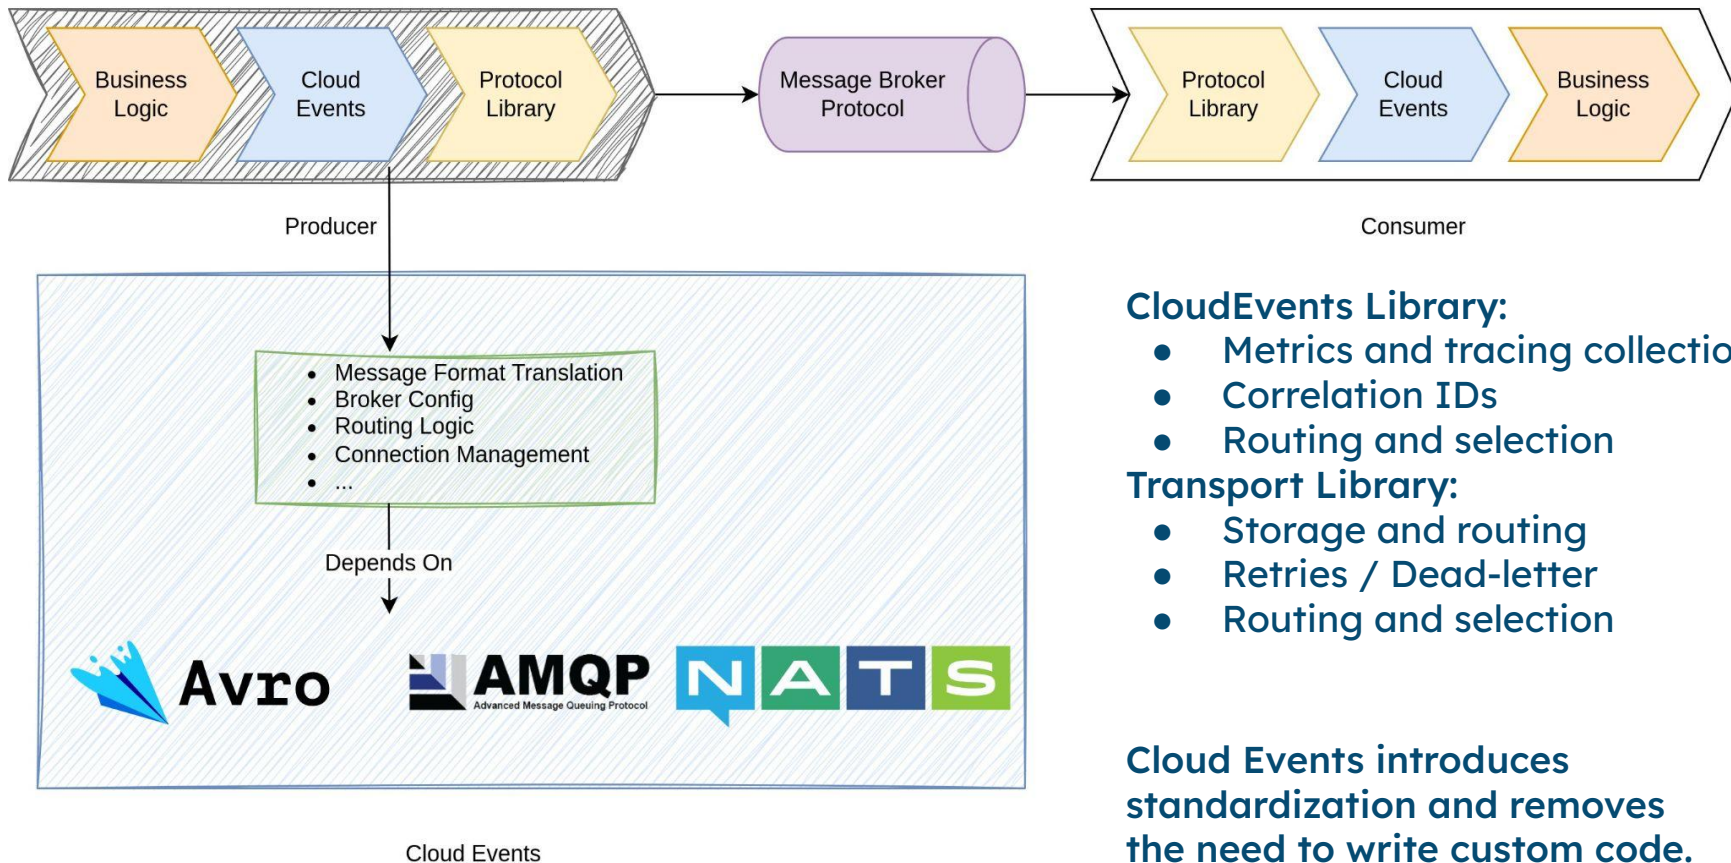 Business
Logic
Cloud
Events
Protocol
Library
Message Broker
Protocol
Protocol
Library
Cloud
Events
Business
Logic
Producer
Consumer
• Message Format Translation
• Broker Config
• Routing Logic
• Connection Management
• ...
Depends On
Avro
AMQP
Advanced Message Queuing Protocol
NATS
Cloud Events
CloudEvents Library:
● Metrics and tracing collectio
● Correlation IDs
● Routing and selection
Transport Library:
● Storage and routing
● Retries / Dead-letter
● Routing and selection
Cloud Events introduces
standardization and removes
the need to write custom code.